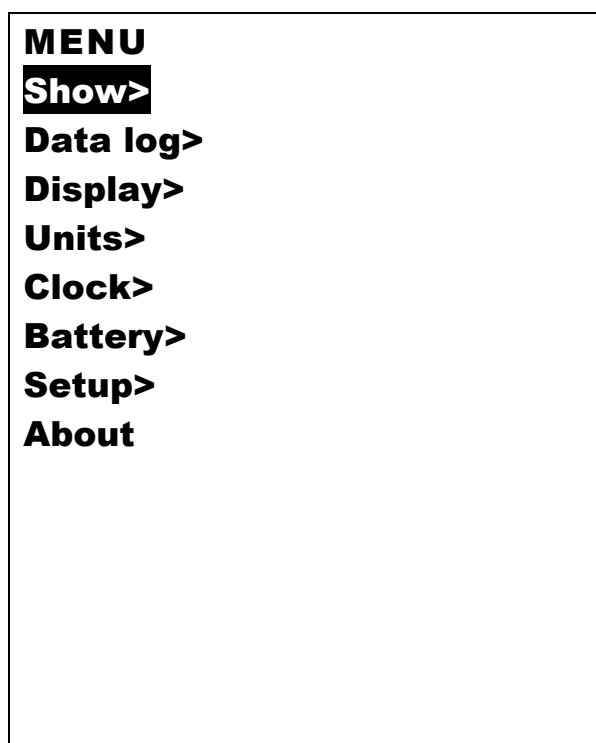 MENU
Show>
Data log>
Display>
Units>
Clock>
Battery>
Setup>
About